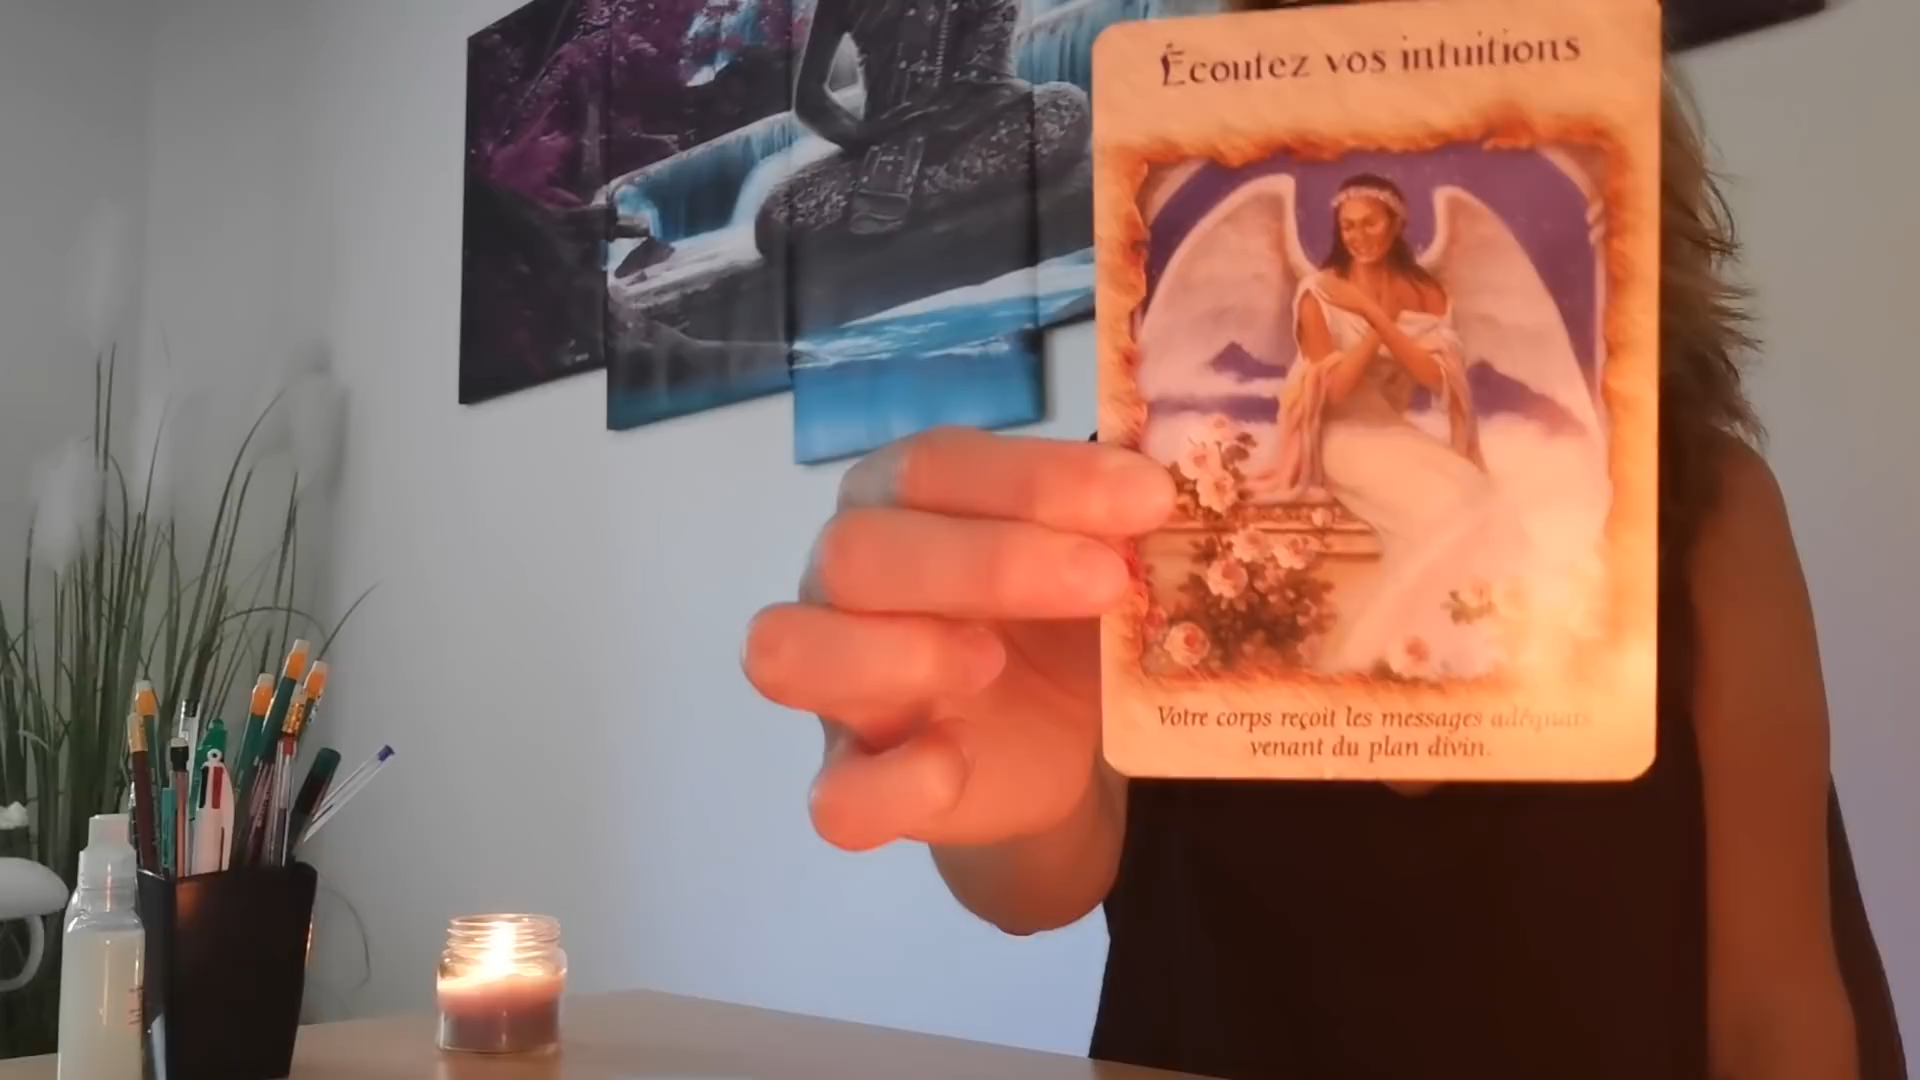 Écoutez vos intuitions
Votre corps reçoit les messages adéquats
venant du plan divin.